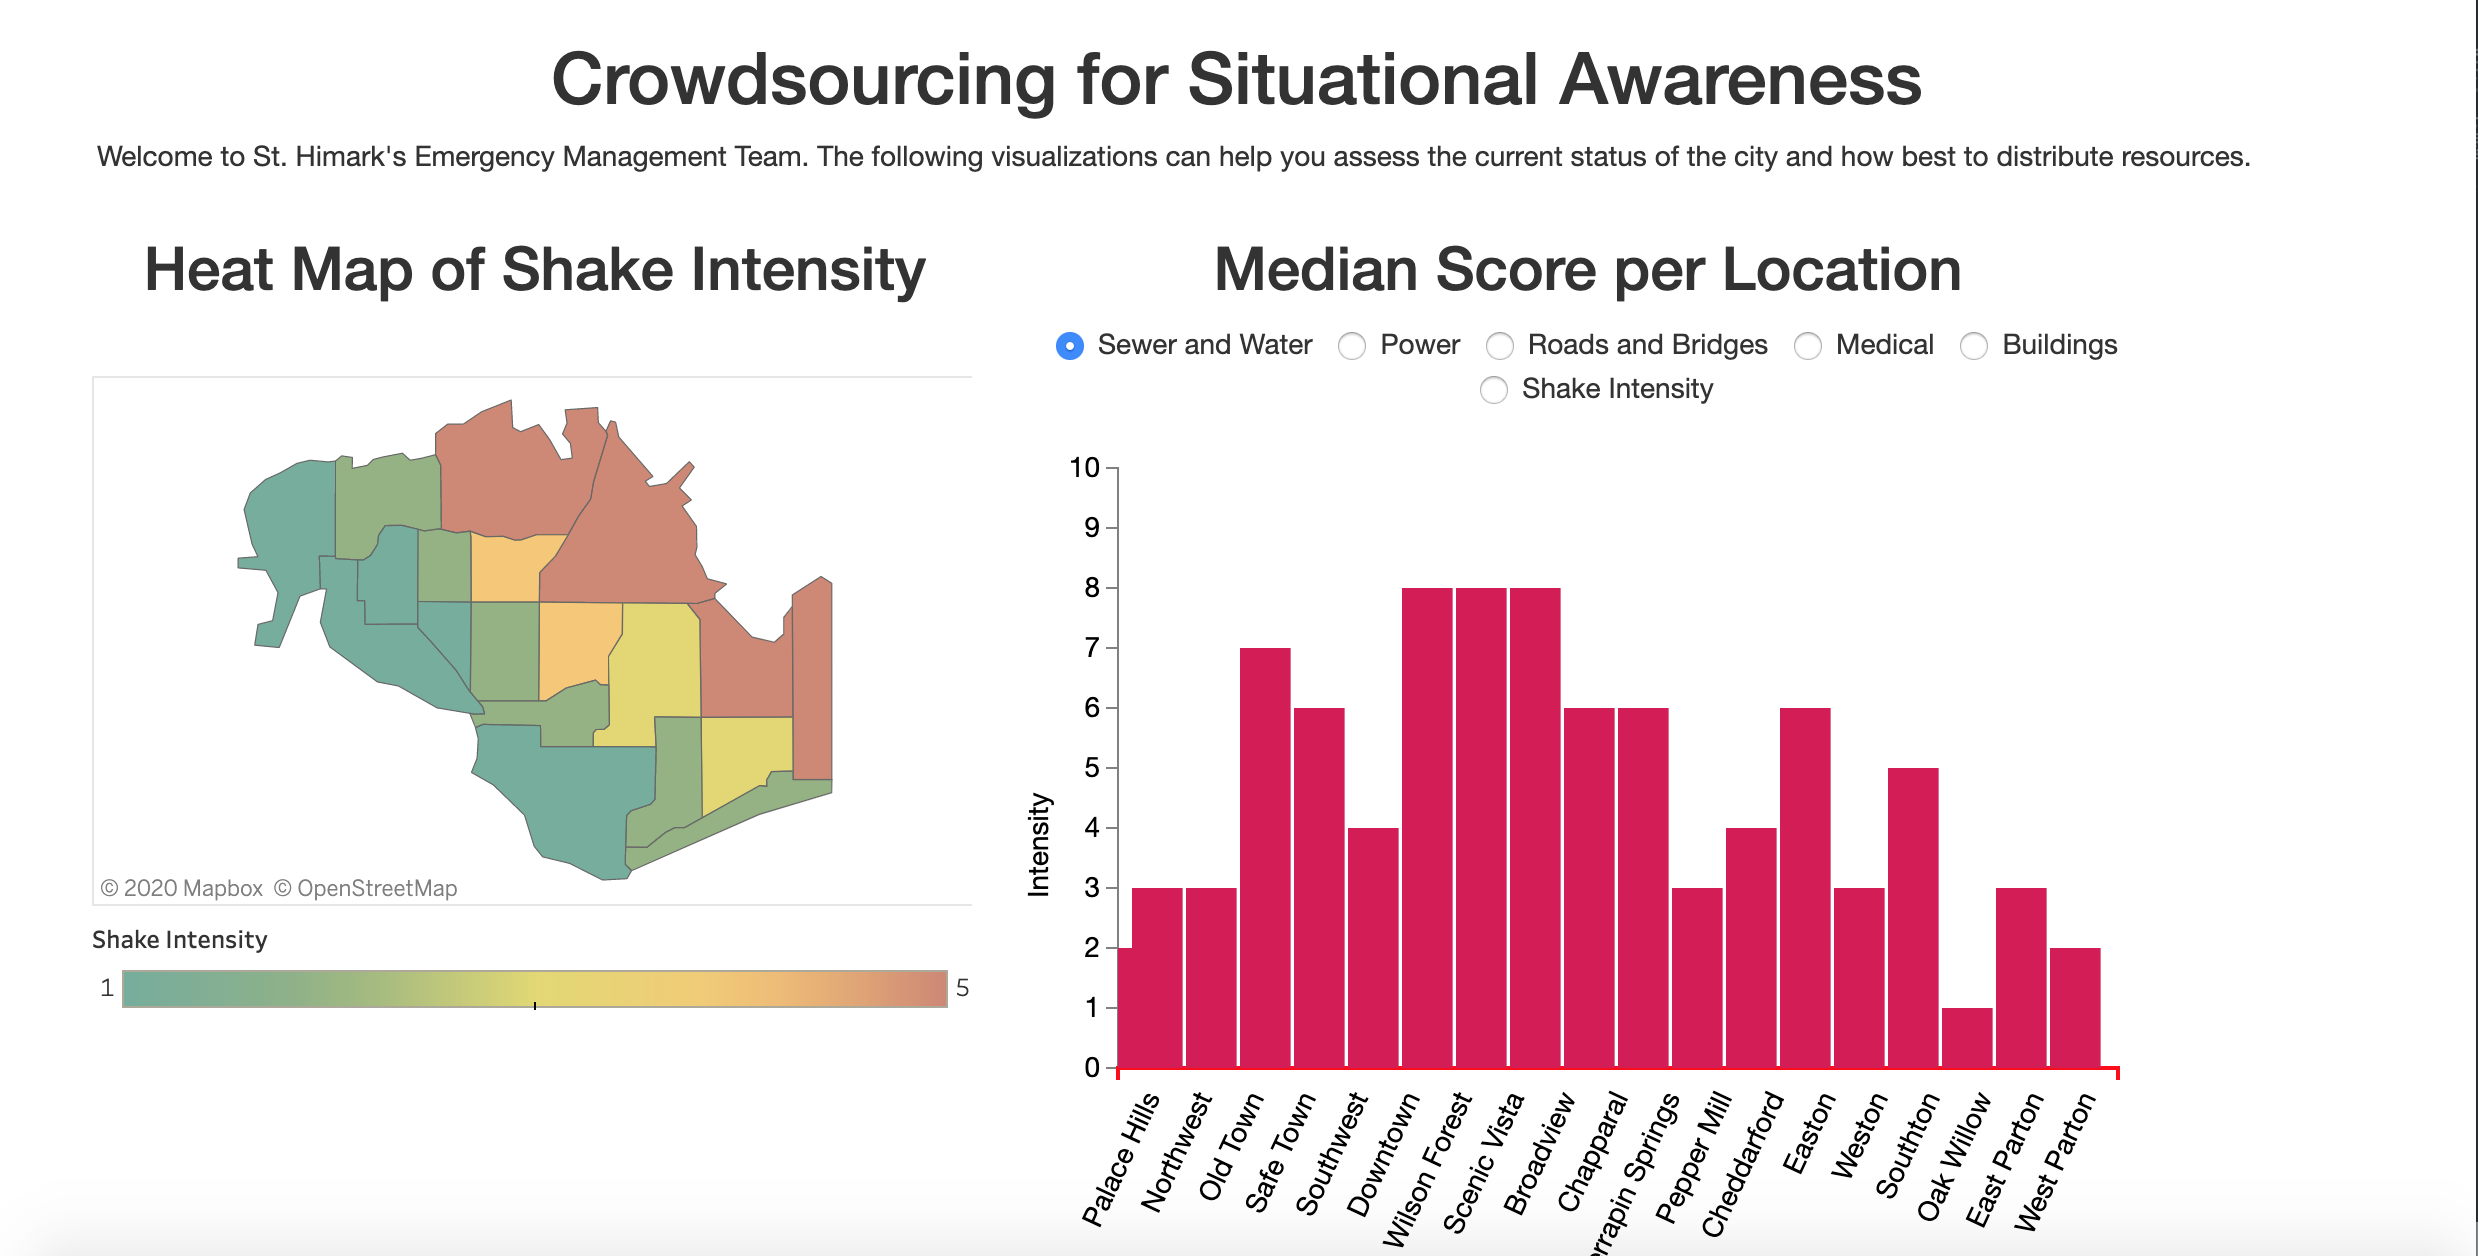 Crowdsourcing for Situational Awareness
Welcome to St. Himark's Emergency Management Team. The following visualizations can help you assess the current status of the city and how best to distribute resources.
Heat Map of Shake Intensity
© 2020 Mapbox © OpenStreetMap
Shake Intensity
1
5
Median Score per Location
Sewer and Water
Power
Roads and Bridges
Medical
Buildings
Shake Intensity
10
9
8
7
6
5
4
3
2
1
0
Intensity
Palace Hills
Northwest
Old Town
Safe Town
Southwest
Downtown
Wilson Forest
Scenic Vista
Broadview
Chapparal
Springs
Pepper Mill
Cheddarford
Easton
Weston
Southton
Oak Willow
East Parton
West Parton